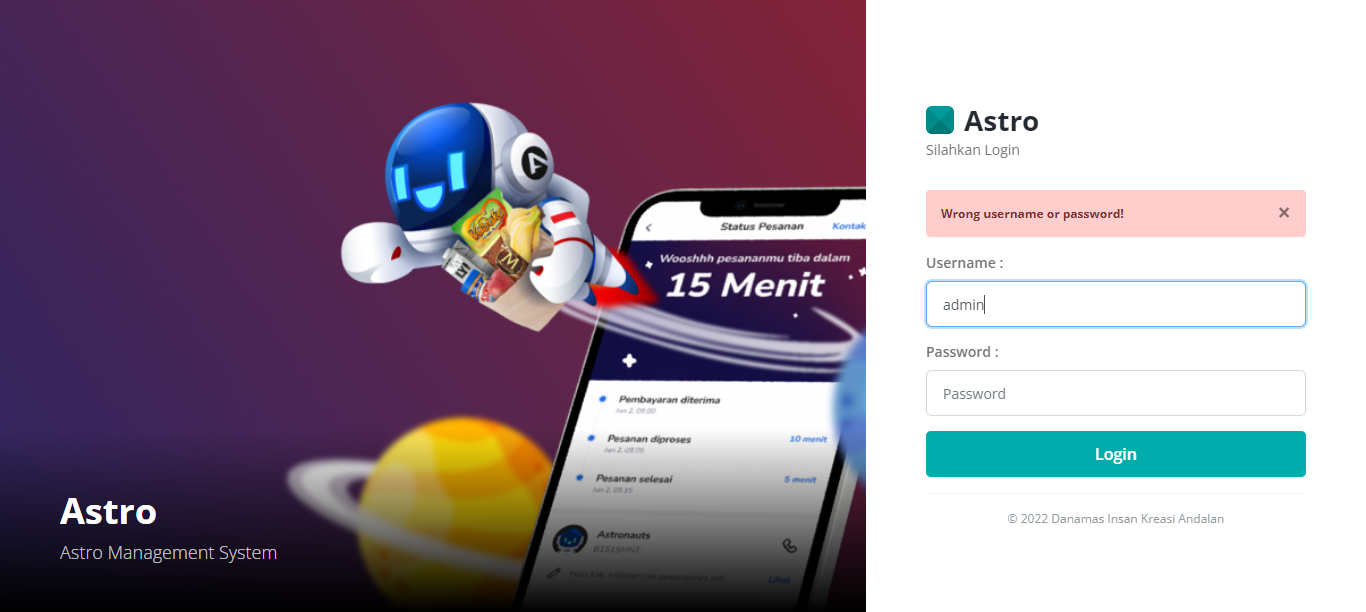 Status Pesanan
Kontak
Wooshhh pesananmu tiba dalam
15 Menit
Pembayaran diterima
Jun 2, 09.00
Pesanan diproses
10 menit
Jun 2, 09.05
Pesanan selesai
5 menit
Jun 2, 09.15
Astronauts
B1515MNT
Lihat
Astro
Astro Management System
Astro
Silahkan Login
Wrong username or password!
×
Username :
admin
Password :
Password
Login
© 2022 Danamas Insan Kreasi Andalan